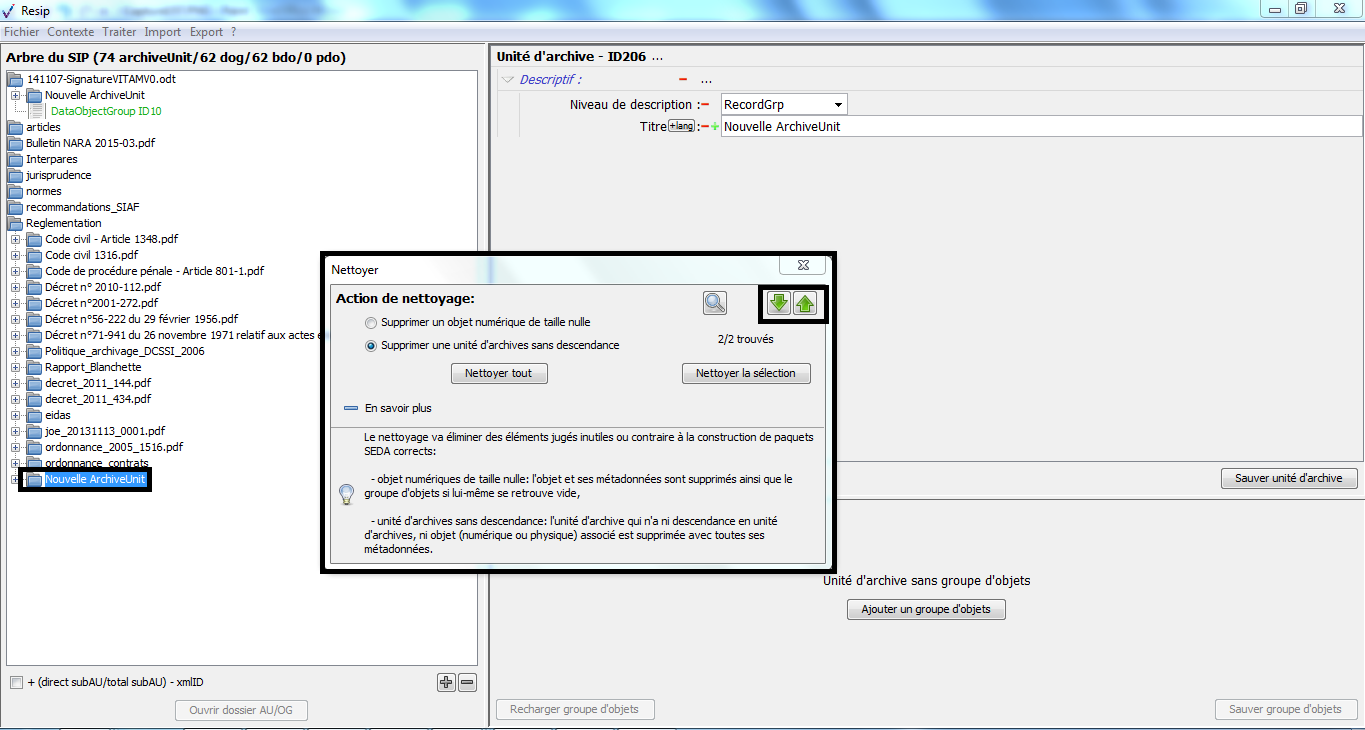 Resip
Fichier Contexte Traiter Import Export ?
Arbre du SIP (74 archiveUnit/62 dog/62 bdo/0 pdo)
141107-SignatureVITAMV0.odt
Nouvelle ArchiveUnit
DataObjectGroup ID10
articles
Bulletin NARA 2015-03.pdf
Interpares
jurisprudence
normes
recommandations_SIAF
Reglementation
Code civil - Article 1348.pdf
Code civil 1316.pdf
Code de procédure pénale - Article 801-1.pdf
Décret n° 2010-112.pdf
Décret n°2001-272.pdf
Décret n°56-222 du 29 février 1956.pdf
Décret n°71-941 du 26 novembre 1971 relatif aux actes
Politique_archivage_DCSSI_2006
Rapport_Blanchette
decret_2011_144.pdf
decret_2011_434.pdf
eidas
joe_20131113_0001.pdf
ordonnance_2005_1516.pdf
ordonnance_contrats
Nouvelle ArchiveUnit
+ (direct subAU/total subAU) - xmlID
Ouvrir dossier AU/OG
Unité d'archive - ID206 ...
Descriptif : ...
Niveau de description : RecordGrp
Titre +lang : Nouvelle ArchiveUnit
Nettoyer
Action de nettoyage:
Supprimer un objet numérique de taille nulle
Supprimer une unité d'archives sans descendance
2/2 trouvés
Nettoyer tout
Nettoyer la sélection
En savoir plus
Le nettoyage va éliminer des éléments jugés inutiles ou contraire à la construction de paquets
SEDA corrects:
- objet numériques de taille nulle: l'objet et ses métadonnées sont supprimés ainsi que le
groupe d'objets si lui-même se retrouve vide,
- unité d'archives sans descendance: l'unité d'archive qui n'a ni descendance en unité
d'archives, ni objet (numérique ou physique) associé est supprimée avec toutes ses
métadonnées.
Sauver unité d'archive
Unité d'archive sans groupe d'objets
Ajouter un groupe d'objets
Recharger groupe d'objets
Sauver groupe d'objets